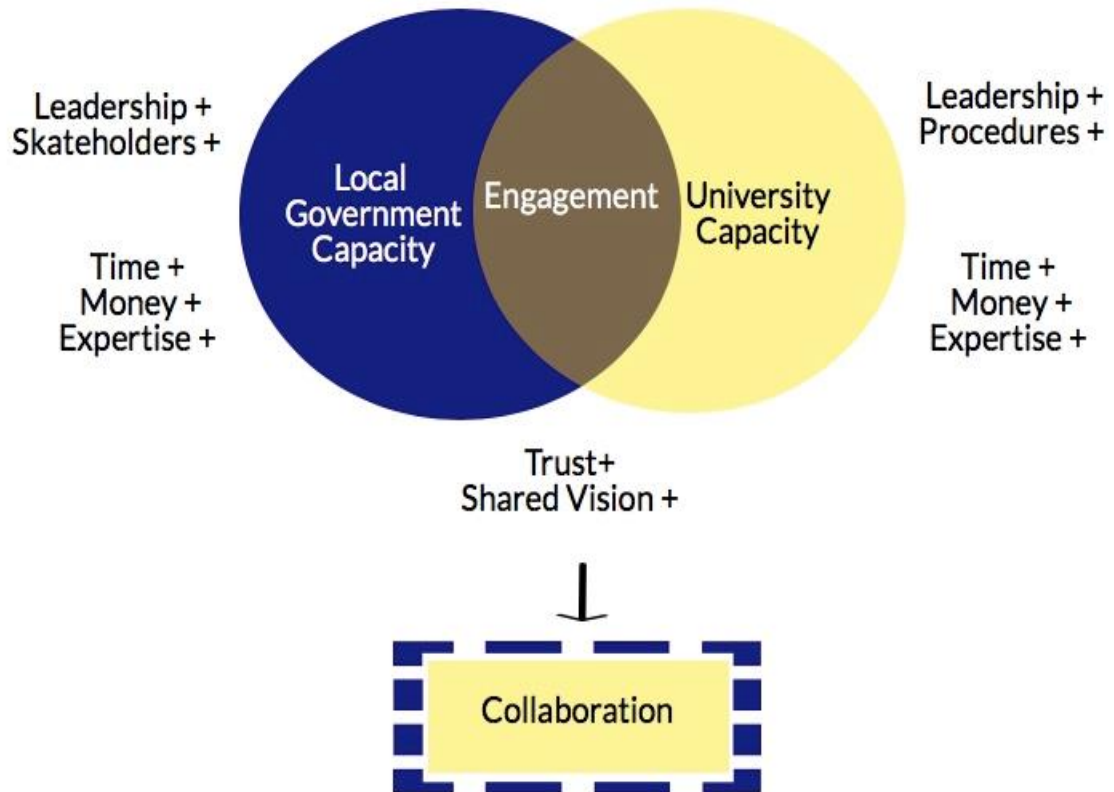 Leadership +
Skateholders +
Time +
Money +
Expertise +
Local
Government
Capacity
Engagement
University
Capacity
Leadership +
Procedures +
Time +
Money +
Expertise +
Trust+
Shared Vision +
Collaboration